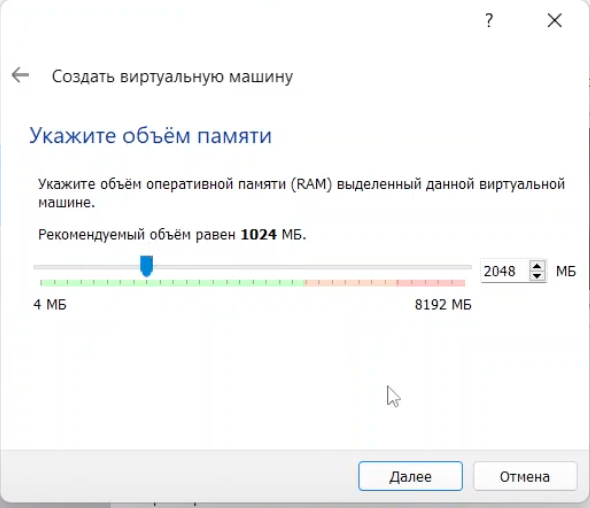 ?
Создать виртуальную машину
Укажите объём памяти
Укажите объём оперативной памяти (RAM) выделенный данной виртуальной
машине.
Рекомендуемый объём равен 1024 МБ.
2048 МБ
4 МБ 8192 МБ
Далее Отмена